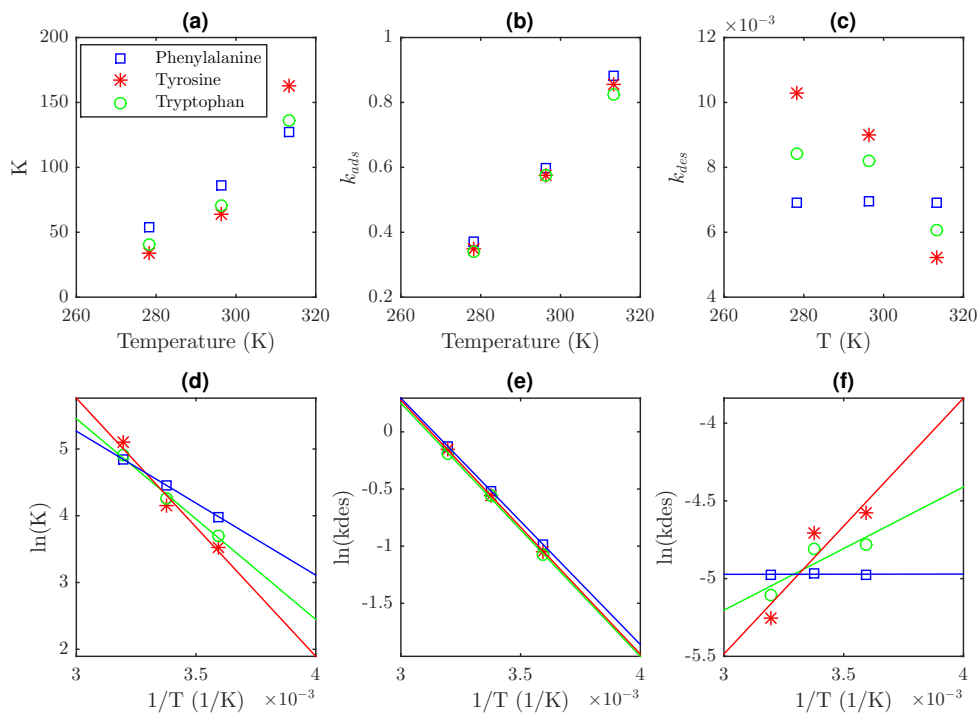 (a)
200
150
100
50
0
K
260 280 300 320
Temperature (K)
Phenylalanine
Tyrosine
Tryptophan
(b)
1
0.8
0.6
0.4
0.2
k_ads
260 280 300 320
Temperature (K)
(c)
×10⁻³
12
10
8
6
4
k_des
260 280 300 320
T (K)
(d)
5
4
3
2
ln(K)
3 3.5 4
1/T (1/K) ×10⁻³
(e)
0
-0.5
-1
-1.5
ln(kdes)
3 3.5 4
1/T (1/K) ×10⁻³
(f)
-4
-4.5
-5
-5.5
ln(kdes)
3 3.5 4
1/T (1/K) ×10⁻³